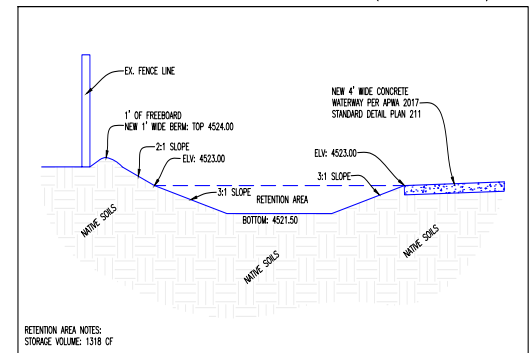 EX. FENCE LINE
1' OF FREEBOARD
NEW 1' WIDE BERM: TOP 4524.00
2:1 SLOPE
ELV: 4523.00
3:1 SLOPE
RETENTION AREA
BOTTOM: 4521.50
NEW 4' WIDE CONCRETE
WATERWAY PER APWA 2017
STANDARD DETAIL PLAN 211
ELV: 4523.00
3:1 SLOPE
NATIVE SOILS
NATIVE SOILS
NATIVE SOILS
RETENTION AREA NOTES:
STORAGE VOLUME: 1318 CF